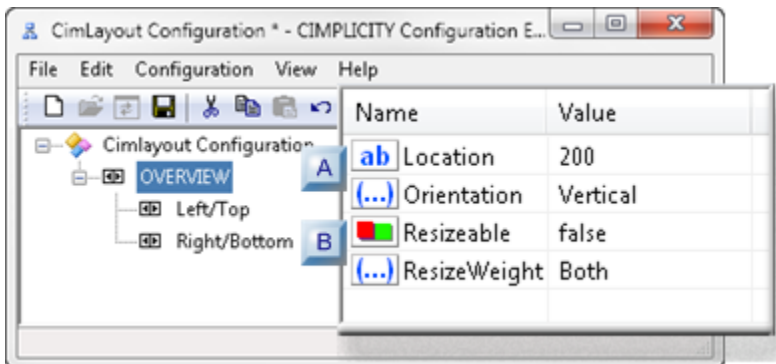 CimLayout Configuration * - CIMPLICITY Configuration E...
File Edit Configuration View Help
Name Value
Cimlayout Configuration
OVERVIEW
Left/Top
Right/Bottom
A
ab Location 200
(...) Orientation Vertical
B
Resizeable false
(...) ResizeWeight Both